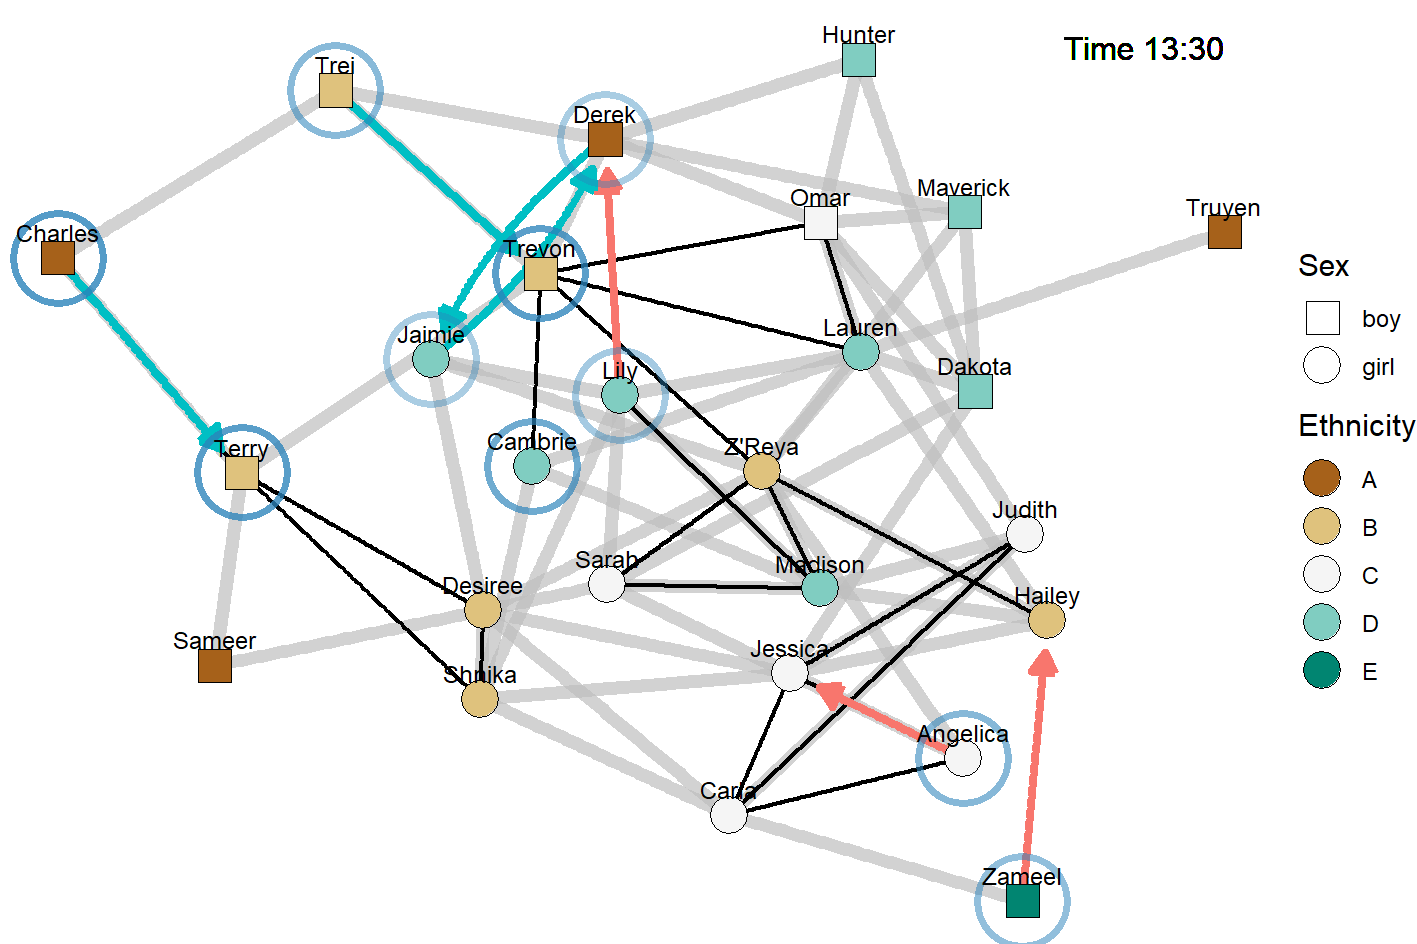 Hunter
Time 13:30
Trei
Derek
Maverick
Omar
Truyen
Charles
Trevon
Sex
boy
Lauren
Jaimie
girl
Dakota
Lily
Ethnicity
Cambrie
Z'Reya
Terry
A
Judith
B
Sarah
Madison
C
Desiree
Hailey
D
Sameer
Jessica
E
Shnika
Angelica
Carla
Zameel